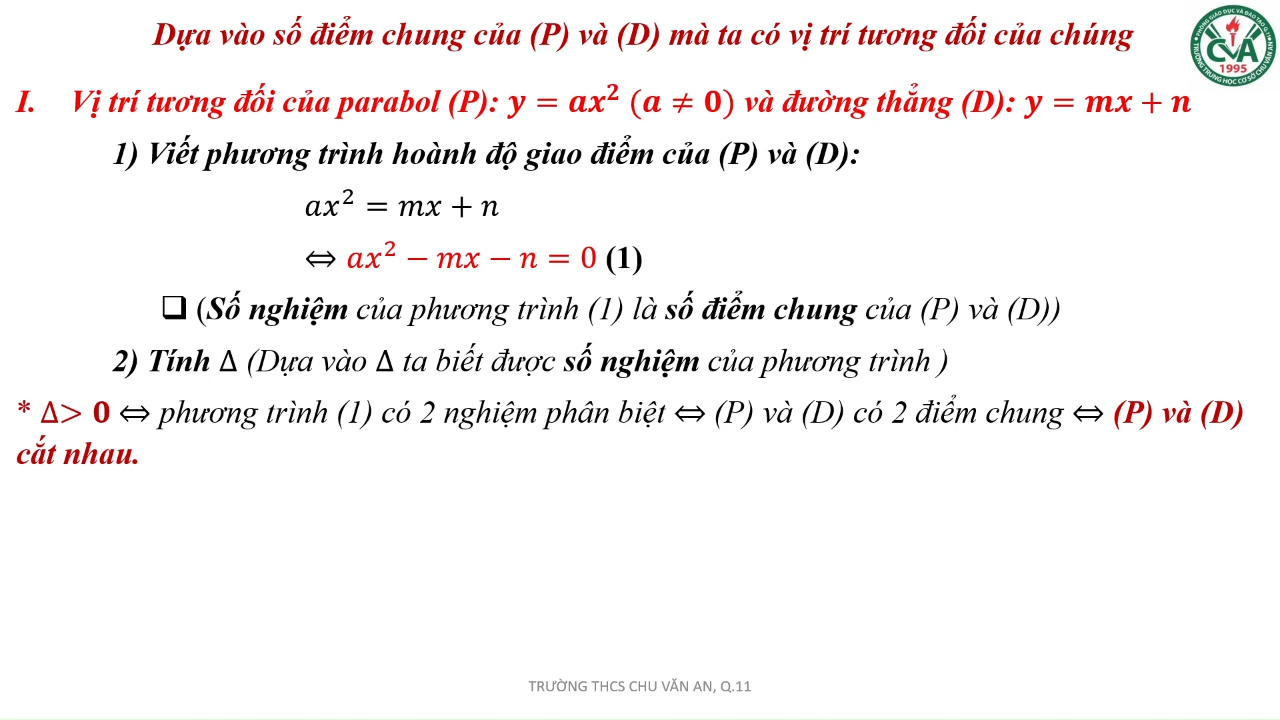 Dựa vào số điểm chung của (P) và (D) mà ta có vị trí tương đối của chúng
I. Vị trí tương đối của parabol (P): y = ax² (a ≠ 0) và đường thẳng (D): y = mx + n
1) Viết phương trình hoành độ giao điểm của (P) và (D):
ax² = mx + n
⇔ ax² − mx − n = 0 (1)
❑ (Số nghiệm của phương trình (1) là số điểm chung của (P) và (D))
2) Tính Δ (Dựa vào Δ ta biết được số nghiệm của phương trình )
* Δ> 0 ⇔ phương trình (1) có 2 nghiệm phân biệt ⇔ (P) và (D) có 2 điểm chung ⇔ (P) và (D)
cắt nhau.
CVA
1995
TRƯỜNG THCS CHU VĂN AN, Q.11